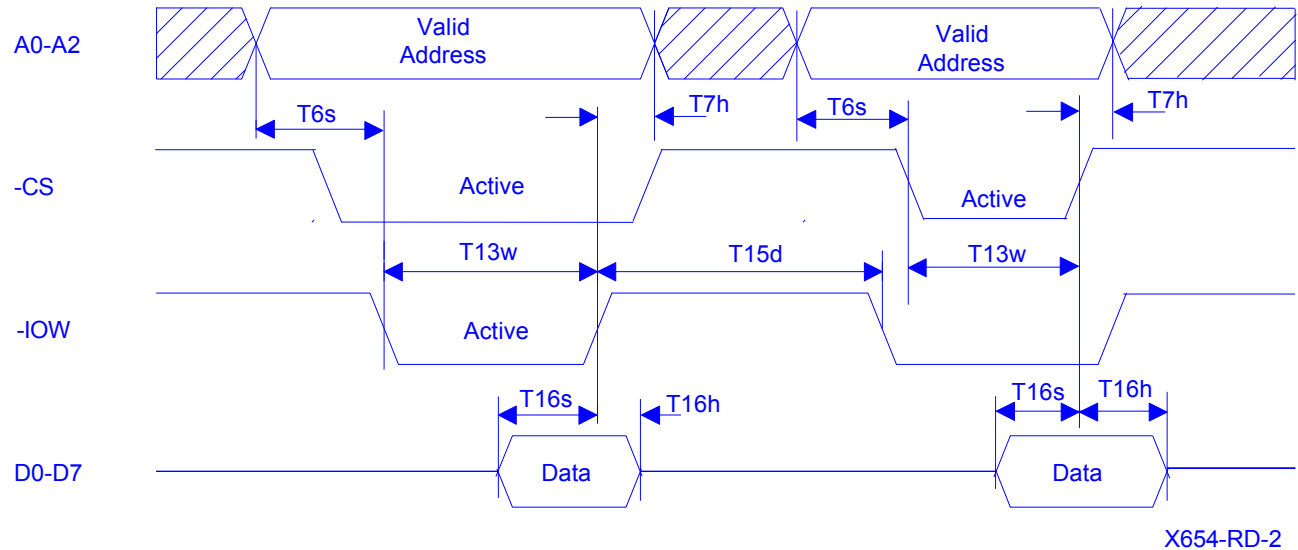 A0-A2
Valid
Address
Valid
Address
T6s
T7h
T6s
T7h
-CS
Active
Active
T13w
T15d
T13w
-IOW
Active
T16s
T16h
T16s
T16h
D0-D7
Data
Data
X654-RD-2